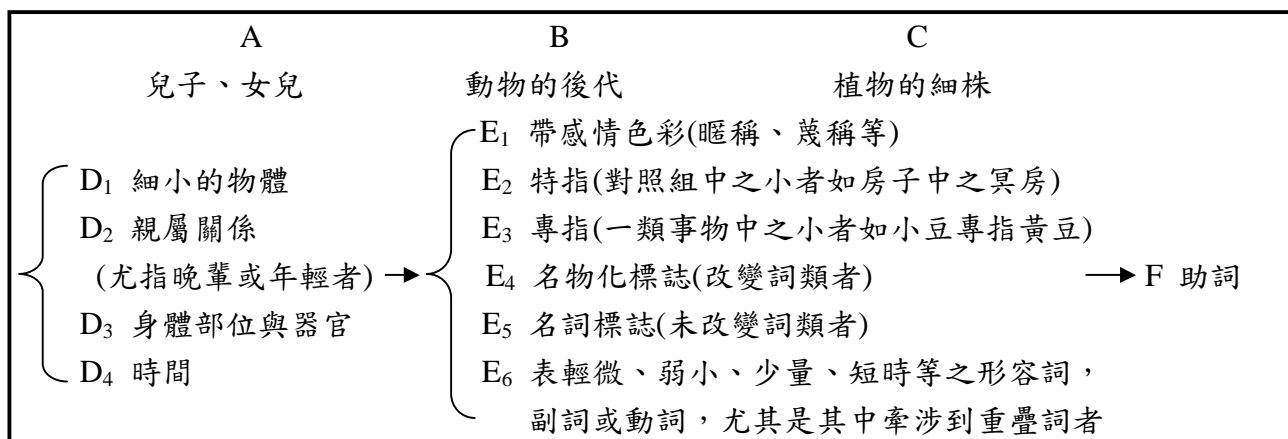 A B C
兒子、女兒 動物的後代 植物的細株
E1 帶感情色彩(暱稱、蔑稱等)
D1 細小的物體 E2 特指(對照組中之小者如房子中之冥房)
D2 親屬關係 E3 專指(一類事物中之小者如小豆專指黃豆)
(尤指晚輩或年輕者) → E4 名物化標誌(改變詞類者) → F 助詞
D3 身體部位與器官 E5 名詞標誌(未改變詞類者)
D4 時間 E6 表輕微、弱小、少量、短時等之形容詞，
副詞或動詞，尤其是其中牽涉到重疊詞者